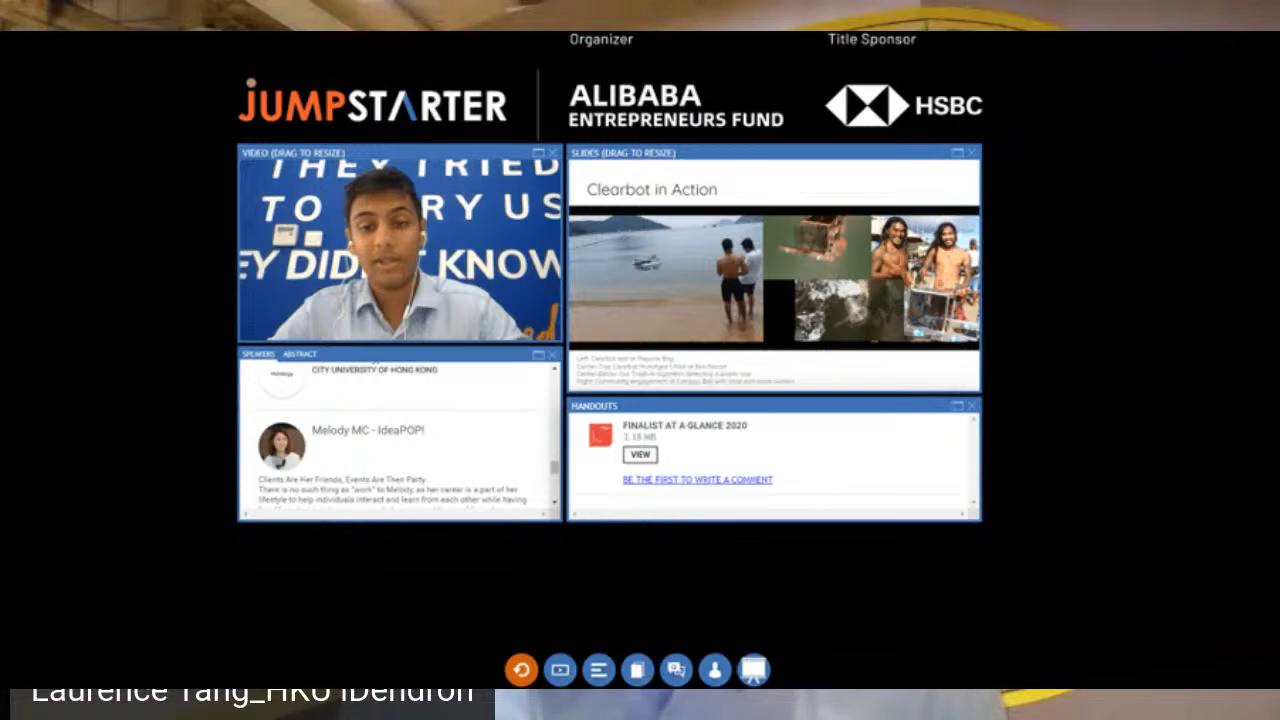 Organizer
Title Sponsor
JUMPSTARTER
ALIBABA
ENTREPRENEURS FUND
HSBC
VIDEO (DRAG TO RESIZE)
THEY TRIED
TO RY US
EY DID KNOW
SLIDES (DRAG TO RESIZE)
Clearbot in Action
SPEAKERS ABSTRACT
CITY UNIVERSITY OF HONG KONG
Melody MC - IdeaPOP!
Clients Are Her Friends, Events Are Their Party
There is no such thing as "work" to Melody, as her career is a part of her
lifestyle to help individuals interact and learn from each other while having
HANDOUTS
FINALIST AT A GLANCE 2020
3.18 MB
VIEW
BE THE FIRST TO WRITE A COMMENT
Laurence Tang_HKU iDendron